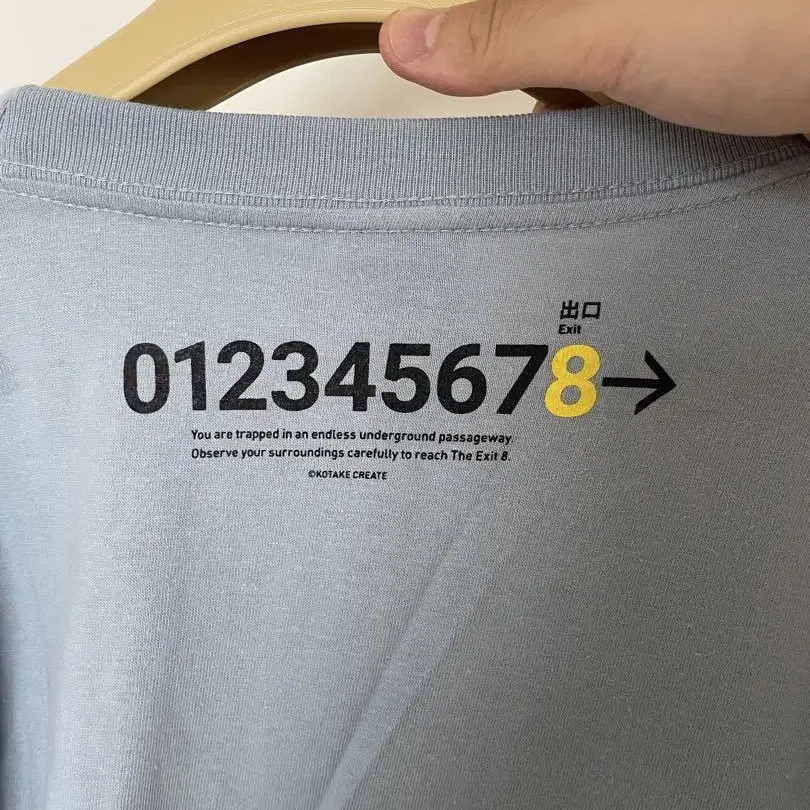 出口
Exit
012345678→
You are trapped in an endless underground passageway.
Observe your surroundings carefully to reach The Exit 8.
©KOTAKE CREATE